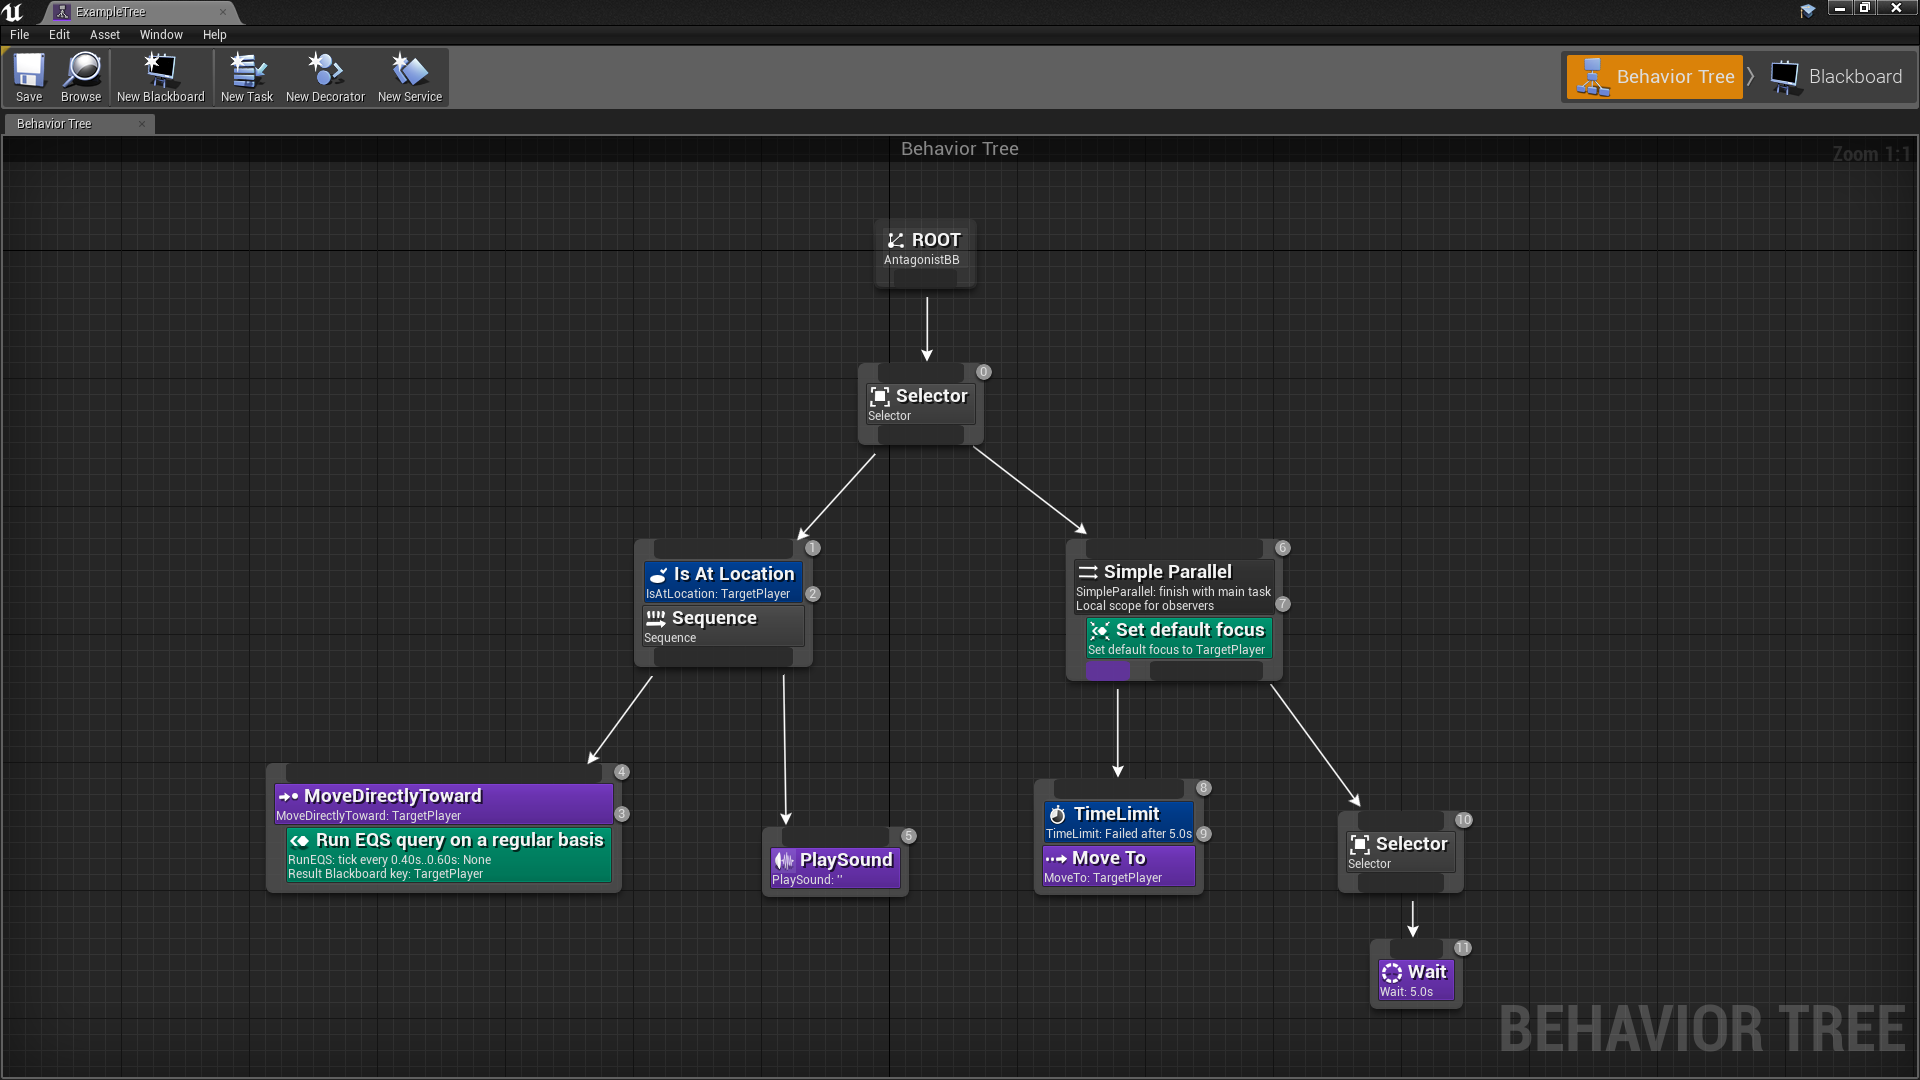 ExampleTree
File Edit Asset Window Help
Save Browse New Blackboard New Task New Decorator New Service
Behavior Tree Blackboard
Behavior Tree
Behavior Tree
Zoom 1:1
ROOT
AntagonistBB
0
Selector
Selector
1
Is At Location
IsAtLocation: TargetPlayer
2
Sequence
Sequence
6
Simple Parallel
SimpleParallel: finish with main task
Local scope for observers
7
Set default focus
Set default focus to TargetPlayer
4
MoveDirectlyToward
MoveDirectlyToward: TargetPlayer
3
Run EQS query on a regular basis
RunEQS: tick every 0.40s..0.60s: None
Result Blackboard key: TargetPlayer
5
PlaySound
PlaySound: ''
8
TimeLimit
TimeLimit: Failed after 5.0s
9
Move To
MoveTo: TargetPlayer
10
Selector
Selector
11
Wait
Wait: 5.0s
BEHAVIOR TREE